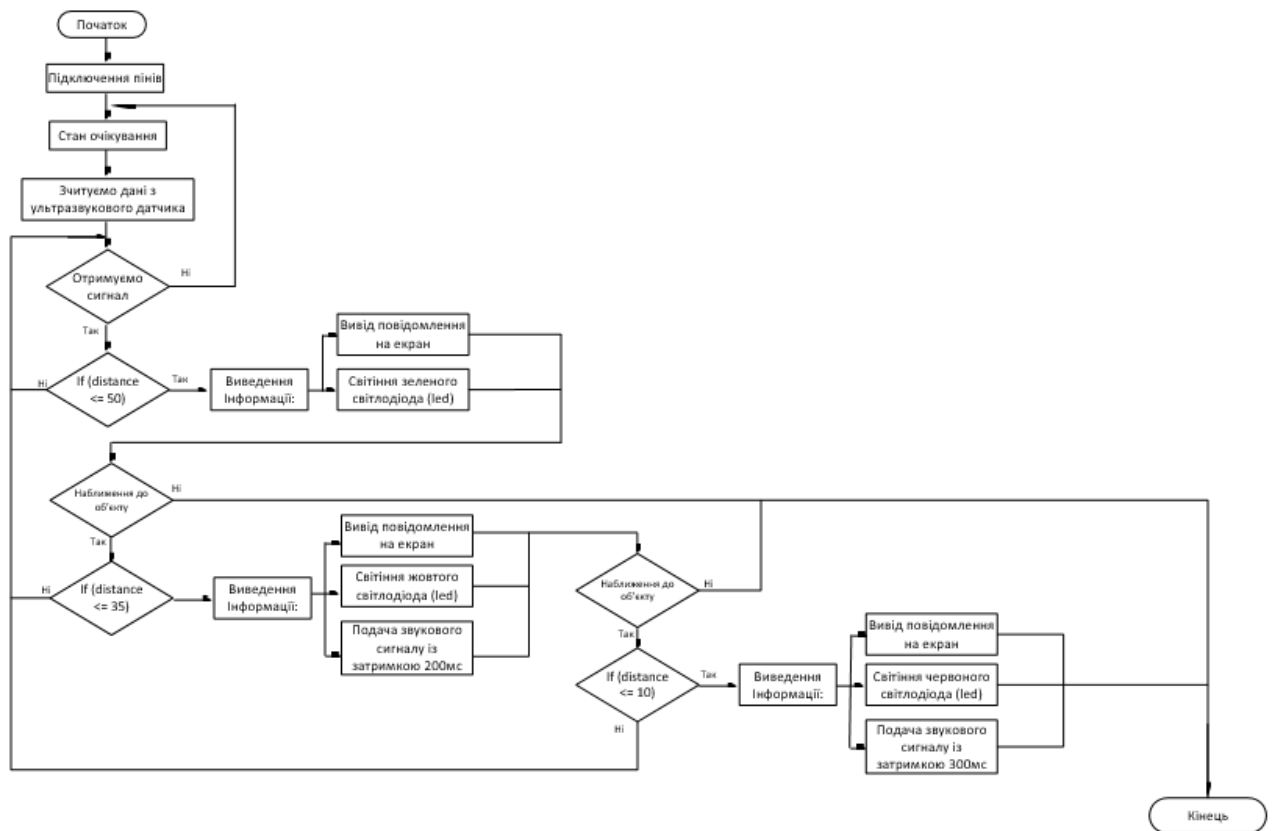 Початок
Підключення пінів
Стан очікування
Зчитуємо дані з
ультразвукового датчика
Отримуємо
сигнал
Ні
Так
If (distance
<= 50)
Ні
Так
Виведення
Інформації:
Вивід повідомлення
на екран
Світіння зеленого
світлодіода (led)
Наближення до
об'єкту
Ні
Так
If (distance
<= 35)
Ні
Виведення
Інформації:
Вивід повідомлення
на екран
Світіння жовтого
світлодіода (led)
Подача звукового
сигналу із
затримкою 200мс
Наближення до
об'єкту
Ні
Так
If (distance
<= 10)
Так
Ні
Виведення
Інформації:
Вивід повідомлення
на екран
Світіння червоного
світлодіода (led)
Подача звукового
сигналу із
затримкою 300мс
Кінець